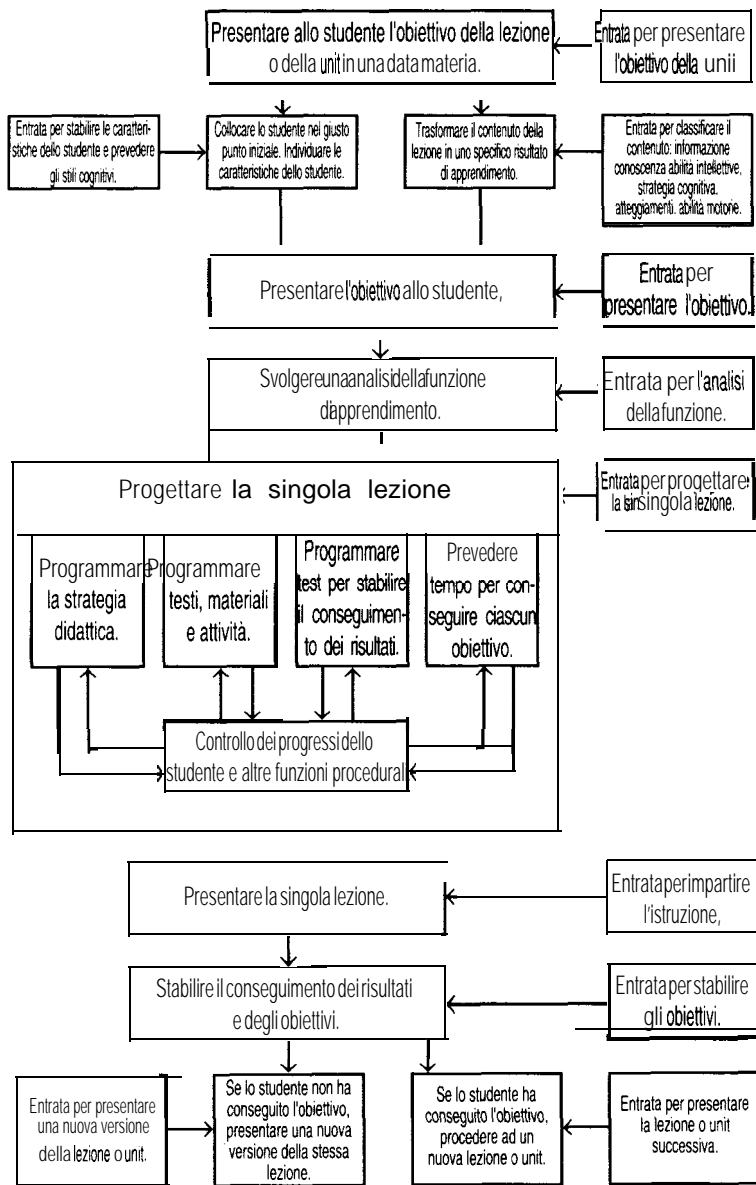 Presentare allo studente l'obiettivo della lezione
o della unit in una data materia.
Entrata per presentare
l'obiettivo della unii
Entrata per stabilire le caratteri-
stiche dello studente e prevedere
gli stili cognitivi.
Collocare lo studente nel giusto
punto iniziale. Individuare le
caratteristiche dello studente.
Trasformare il contenuto della
lezione in uno specifico risultato
di apprendimento.
Entrata per classificare il
contenuto: informazione
conoscenza abilità intellettive,
strategia cognitiva.
atteggiamenti. abilità motorie.
Presentare l'obiettivo allo studente,
Entrata per
presentare l'obiettivo.
Svolgere una analisi della funzione
d'apprendimento.
Entrata per l'analisi
della funzione.
Progettare la singola lezione
Entrata per progettare
la singola lezione.
Programmare
la strategia
didattica.
Programmare
testi, materiali
e attività.
Programmare
test per stabilire
il conseguimen-
to dei risultati.
Prevedere
tempo per con-
seguire ciascun
obiettivo.
Controllo dei progressi dello
studente e altre funzioni procedurali
Presentare la singola lezione.
Entrata per impartire
l'istruzione,
Stabilire il conseguimento dei risultati
e degli obiettivi.
Entrata per stabilire
gli obiettivi.
Entrata per presentare
una nuova versione
della lezione o unit.
Se lo studente non ha
conseguito l'obiettivo,
presentare una nuova
versione della stessa
lezione.
Se lo studente ha
conseguito l'obiettivo,
procedere ad un
nuova lezione o unit.
Entrata per presentare
la lezione o unit
successiva.